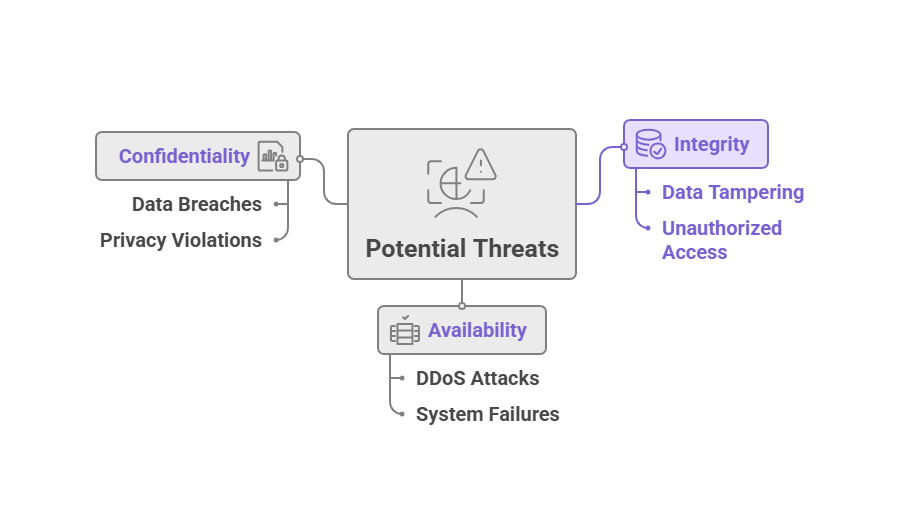 Potential Threats
Confidentiality
Data Breaches
Privacy Violations
Integrity
Data Tampering
Unauthorized
Access
Availability
DDoS Attacks
System Failures